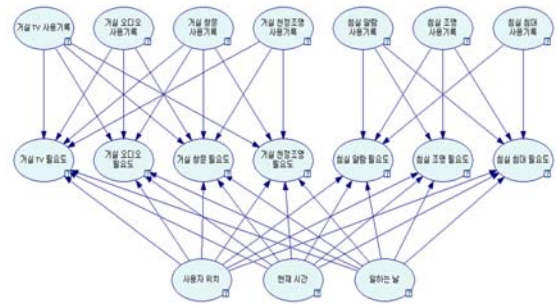 거실 TV 사용기록
거실 오디오
사용기록
거실 창문
사용기록
거실 천정조명
사용기록
침실 알람
사용기록
침실 조명
사용기록
침실 침대
사용기록
거실 TV 필요도
거실 오디오
필요도
거실 창문 필요도
거실 천정조명
필요도
침실 알람 필요도
침실 조명 필요도
침실 침대 필요도
사용자 위치
현재 시간
일하는 날